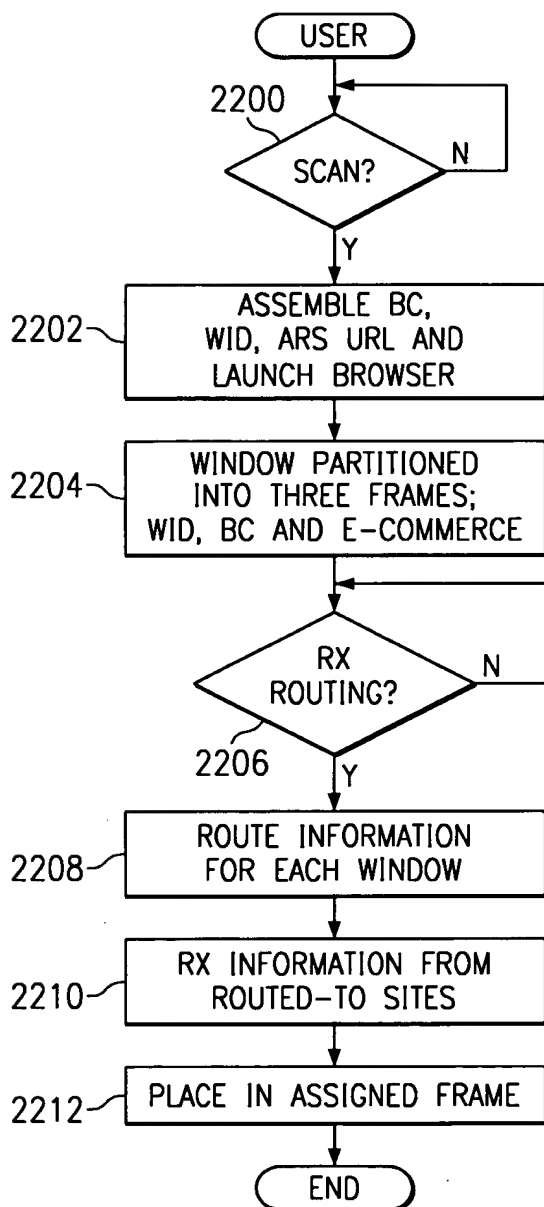 USER
2200
SCAN?
N
Y
2202
ASSEMBLE BC,
WID, ARS URL AND
LAUNCH BROWSER
2204
WINDOW PARTITIONED
INTO THREE FRAMES;
WID, BC AND E-COMMERCE
RX
ROUTING?
N
2206
Y
2208
ROUTE INFORMATION
FOR EACH WINDOW
2210
RX INFORMATION FROM
ROUTED-TO SITES
2212
PLACE IN ASSIGNED FRAME
END